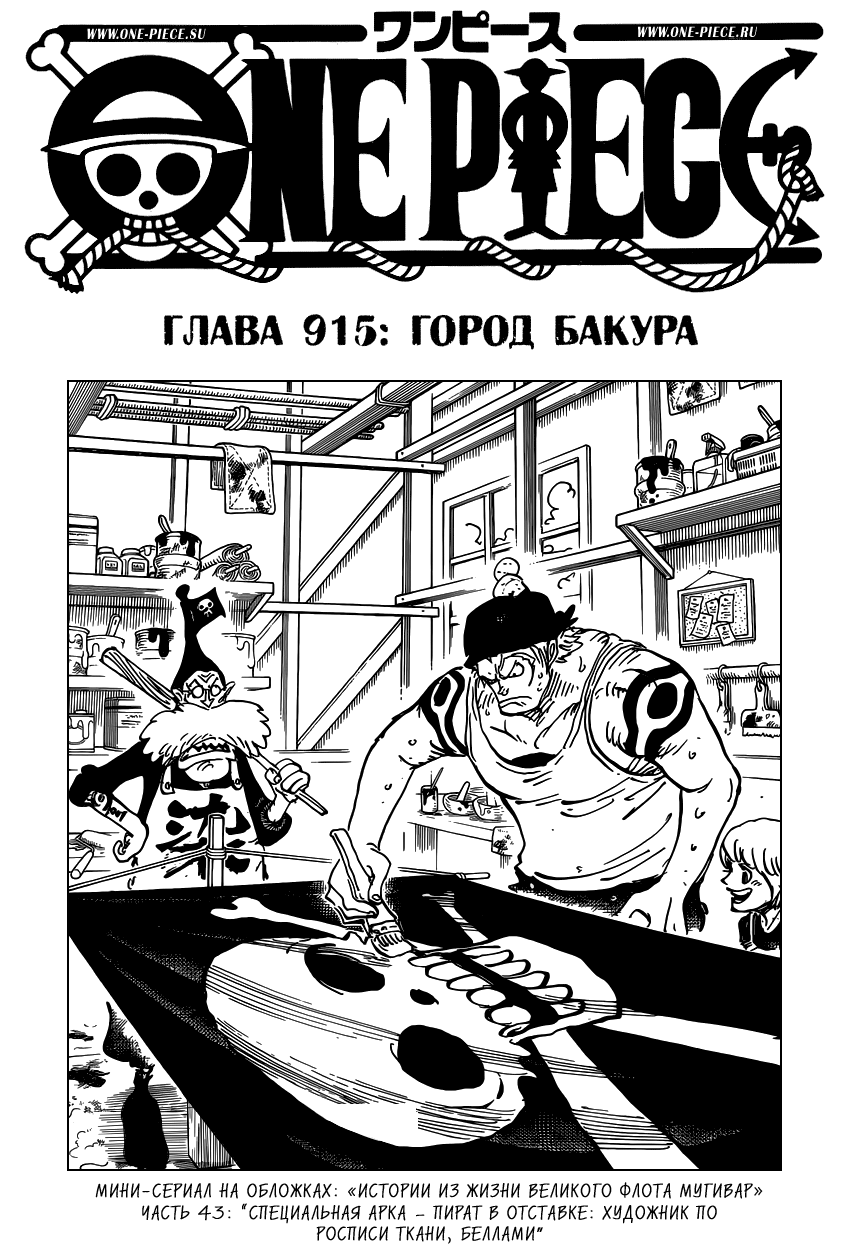 WWW.ONE-PIECE.SU
ワンピース
WWW.ONE-PIECE.RU
ONE PIECE
ГЛАВА 915: ГОРОД БАКУРА
МИНИ-СЕРИАЛ НА ОБЛОЖКАХ: «ИСТОРИИ ИЗ ЖИЗНИ ВЕЛИКОГО ФЛОТА МУГИВАР»
ЧАСТЬ 43: "СПЕЦИАЛЬНАЯ АРКА – ПИРАТ В ОТСТАВКЕ: ХУДОЖНИК ПО
РОСПИСИ ТКАНИ, БЕЛЛАМИ"